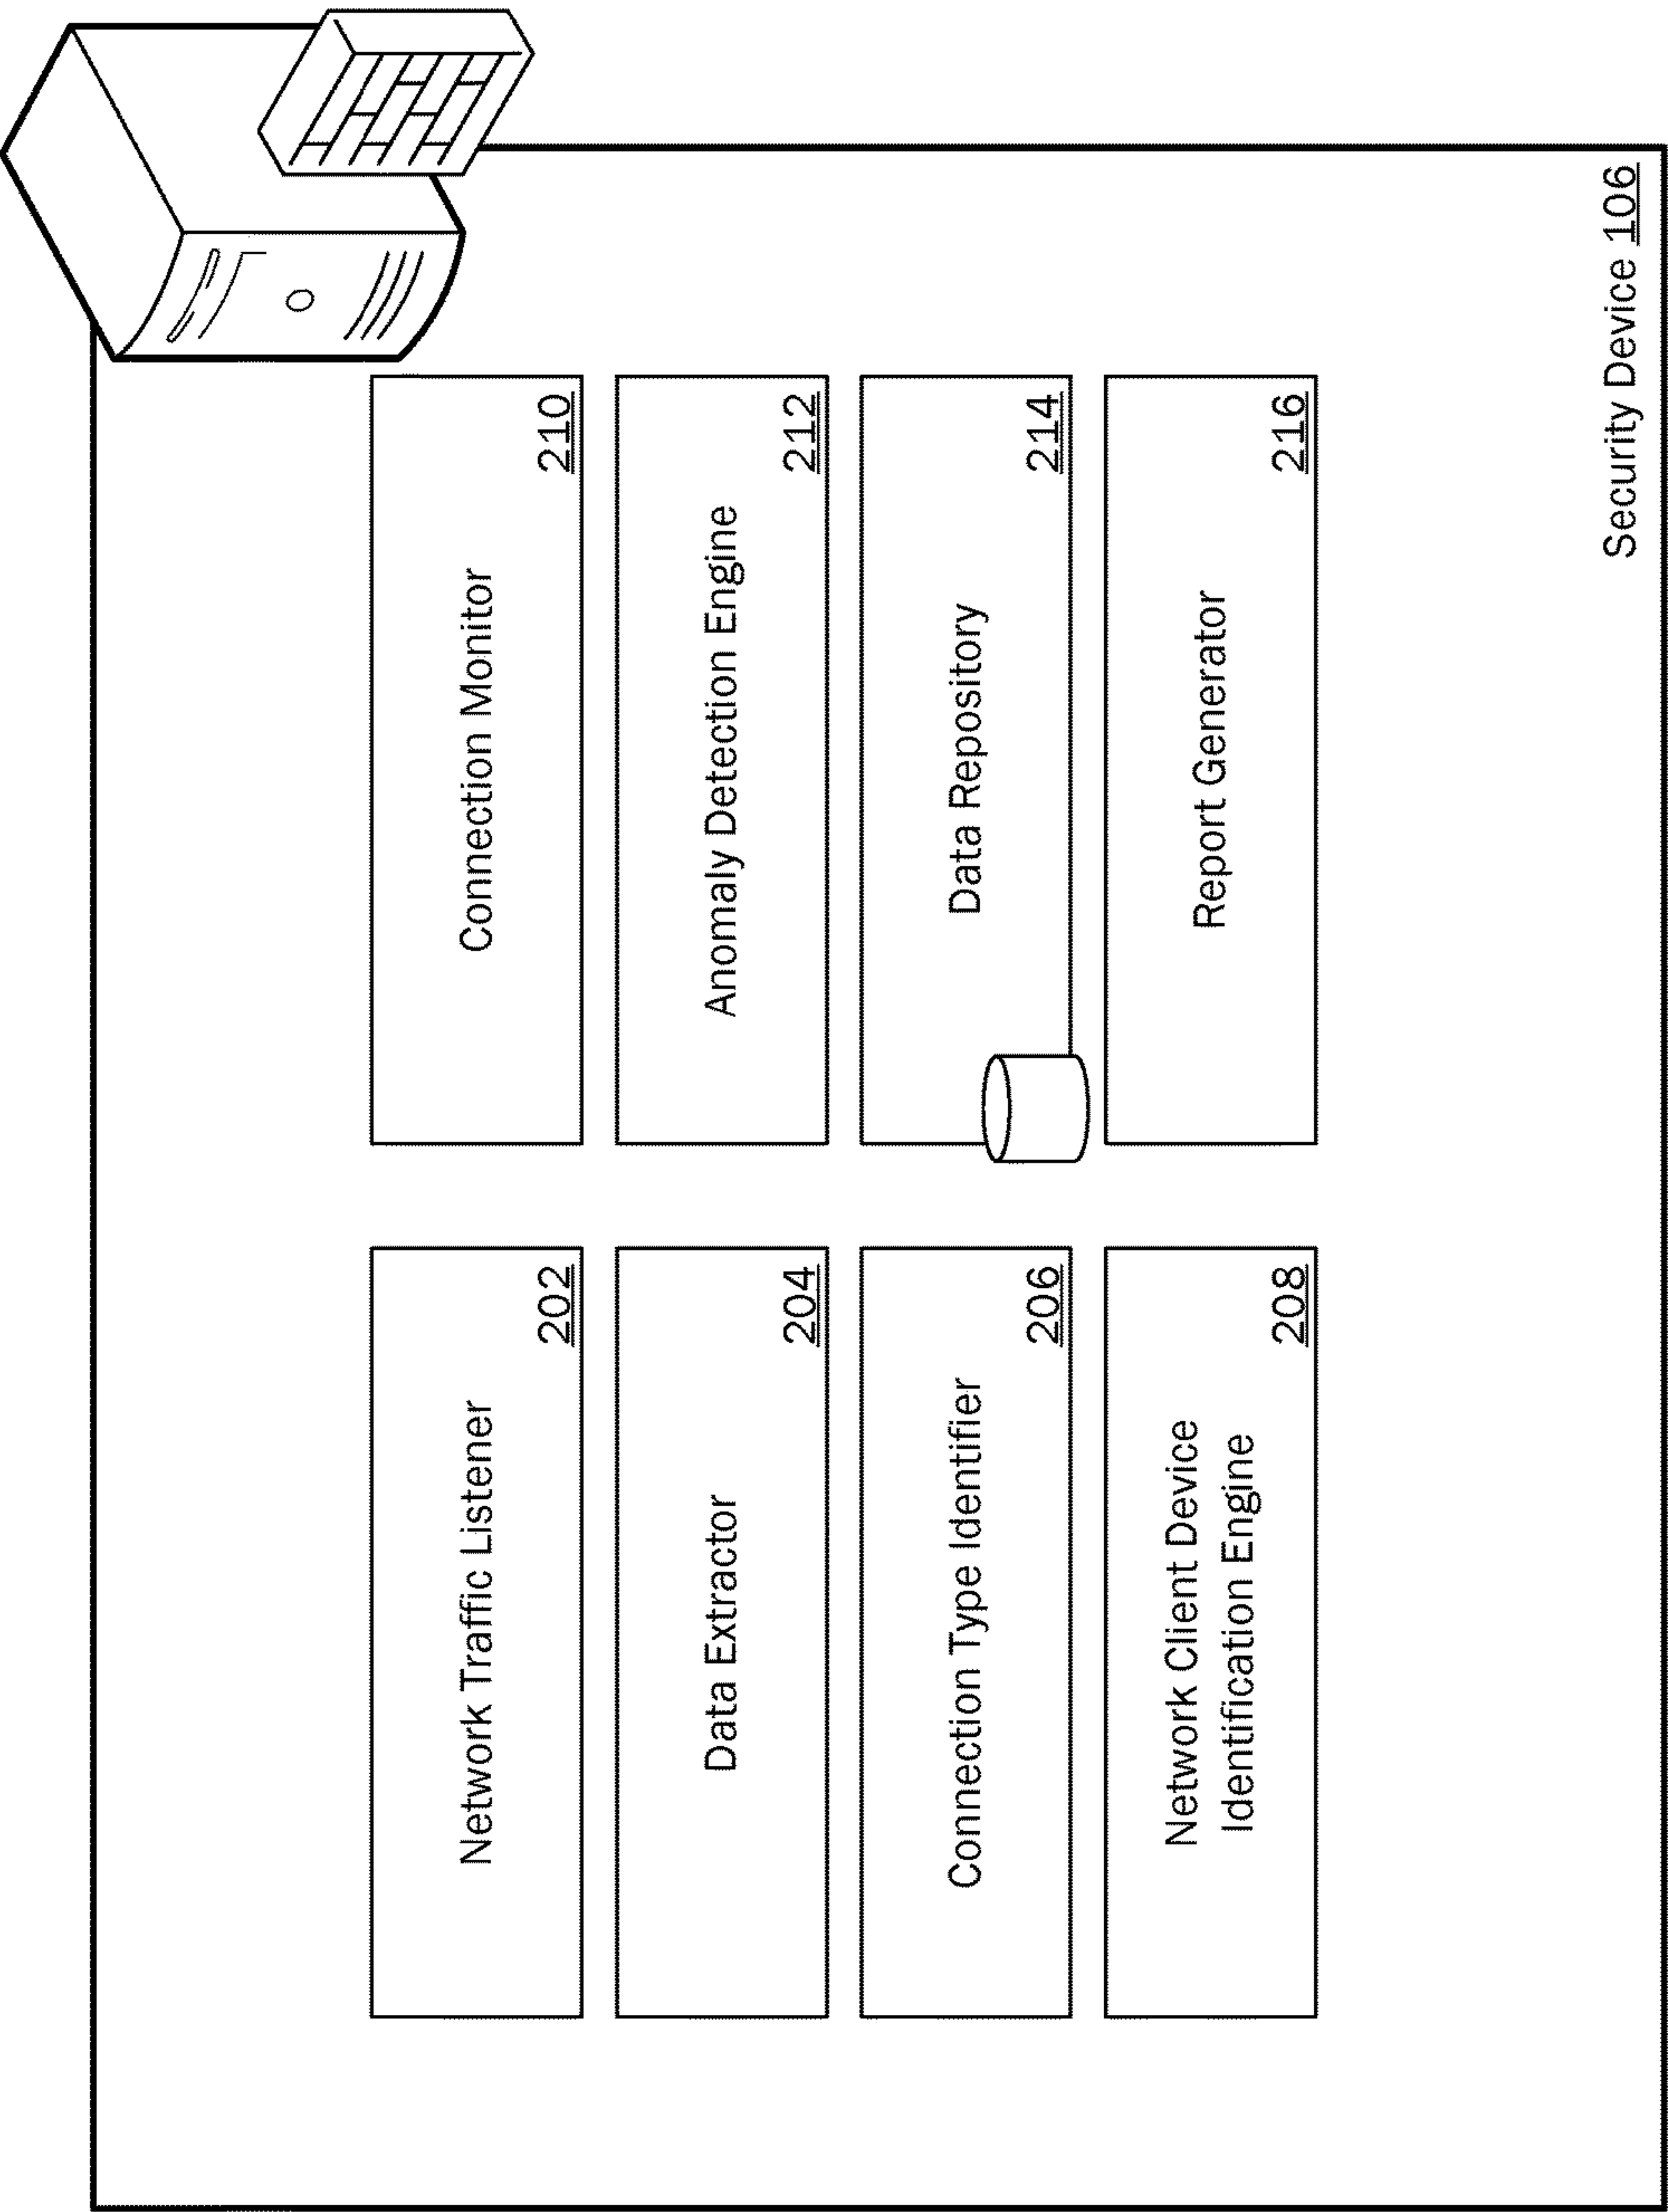 Network Traffic Listener
202
Data Extractor
204
Connection Type Identifier
206
Network Client Device
Identification Engine
208
Connection Monitor
210
Anomaly Detection Engine
212
Data Repository
214
Report Generator
216
Security Device 106